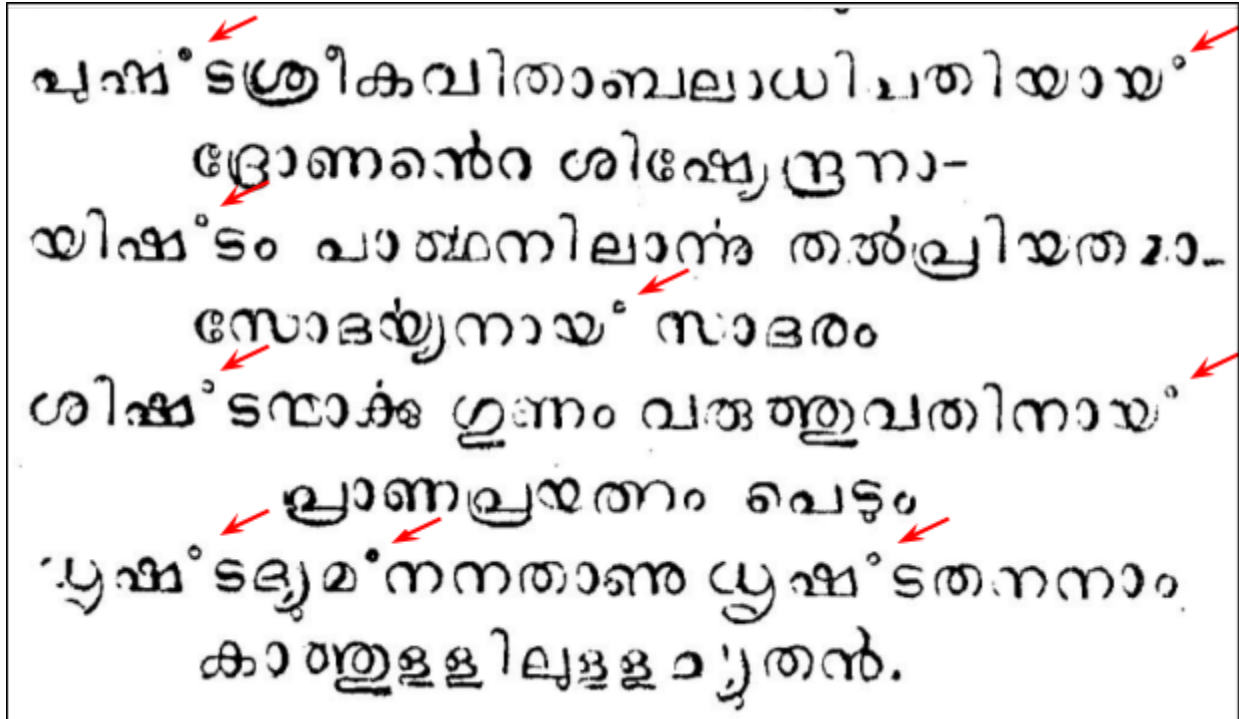 പുഷ഼ടശ്രീകവിതാബലാധിപതിയായ഼
ദ്രോണൻെറ ശിഷ്യേന്ദ്രനാ-
യിഷ഼ടം പാൎത്ഥനിലാൎന്നു തൽപ്രിയതമാ-
സോദൎയ്യനായ഼ സാദരം
ശിഷ഼ടന്മാൎക്കു ഗുണം വരുത്തുവതിനായ഼
പ്രാണപ്രയത്നം പെടും
ധൃഷ഼ടദ്യുമ഼നനതാണു ധൃഷ഼ടതനനാം
കാത്തുള്ളിലുള്ളച്യുതൻ.